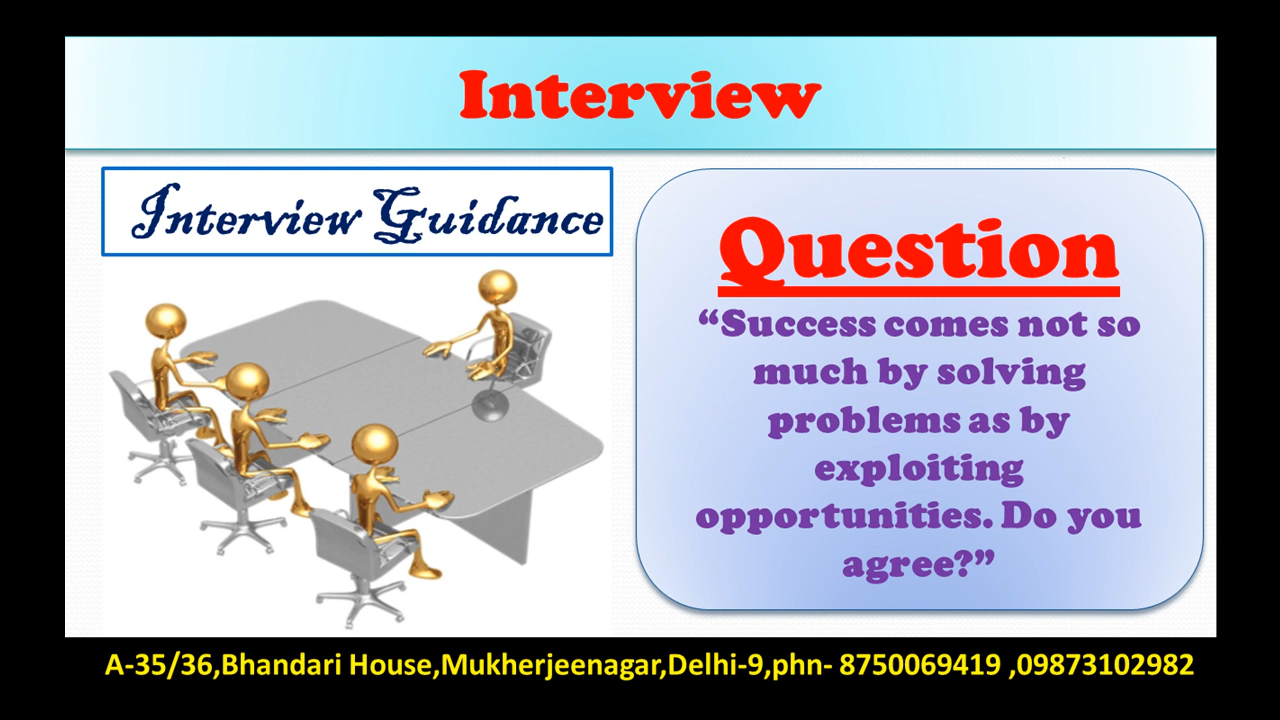 Interview
Interview Guidance
Question
“Success comes not so
much by solving
problems as by
exploiting
opportunities. Do you
agree?”
A-35/36,Bhandari House,Mukherjeenagar,Delhi-9,phn- 8750069419 ,09873102982